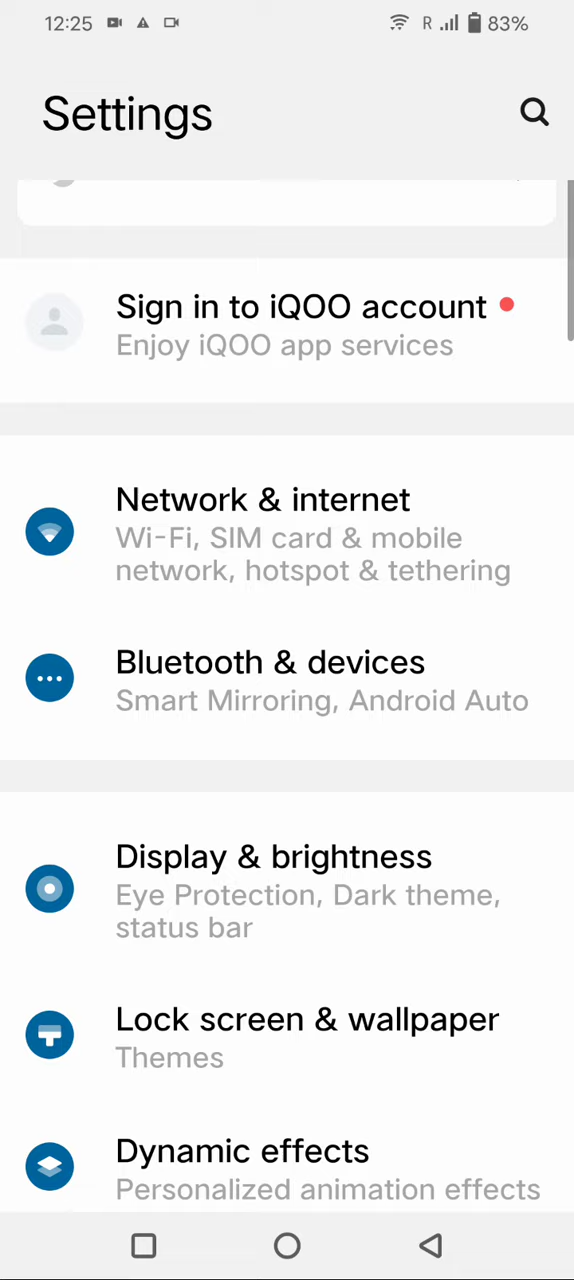 12:25
R
83%
Settings
Sign in to iQOO account
Enjoy iQOO app services
Network & internet
Wi-Fi, SIM card & mobile
network, hotspot & tethering
Bluetooth & devices
Smart Mirroring, Android Auto
Display & brightness
Eye Protection, Dark theme,
status bar
Lock screen & wallpaper
Themes
Dynamic effects
Personalized animation effects